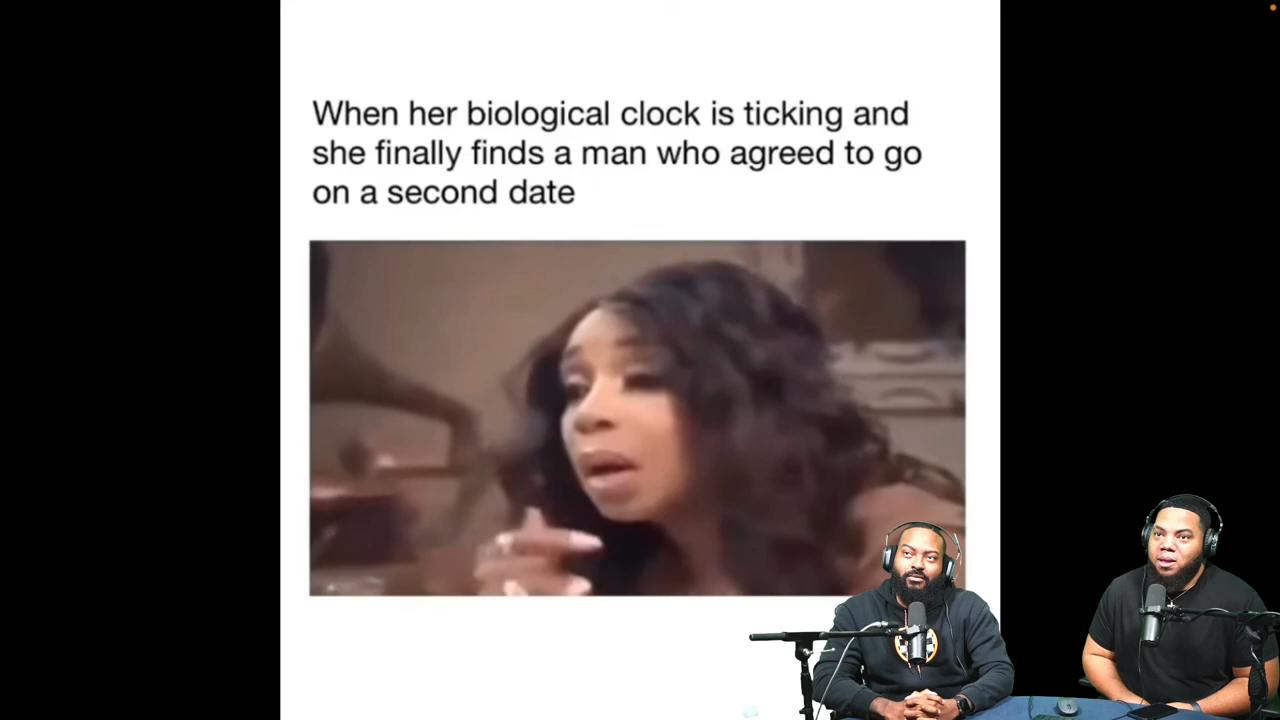 When her biological clock is ticking and
she finally finds a man who agreed to go
on a second date